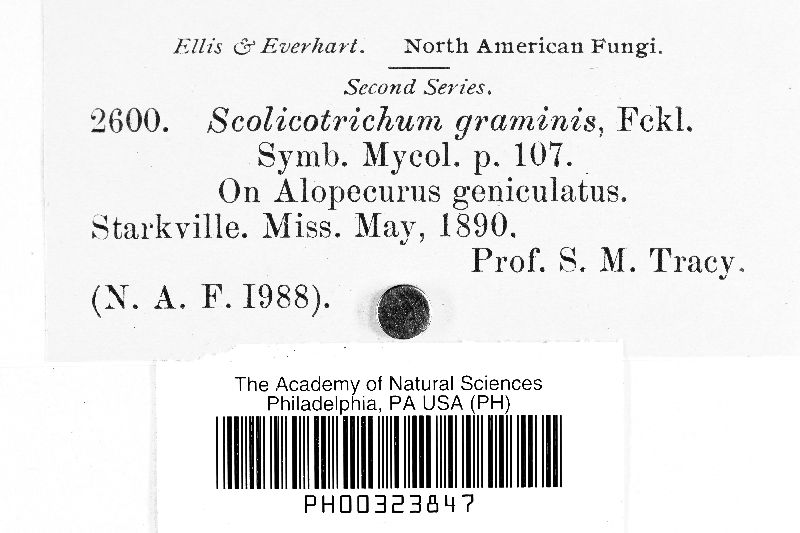 Ellis & Everhart. North American Fungi.
Second Series.
2600. Scolicotrichum graminis, Fckl.
Symb. Mycol. p. 107.
On Alopecurus geniculatus.
Starkville. Miss. May, 1890.
Prof. S. M. Tracy.
(N. A. F. 1988).
The Academy of Natural Sciences
Philadelphia, PA USA (PH)
PH00323847